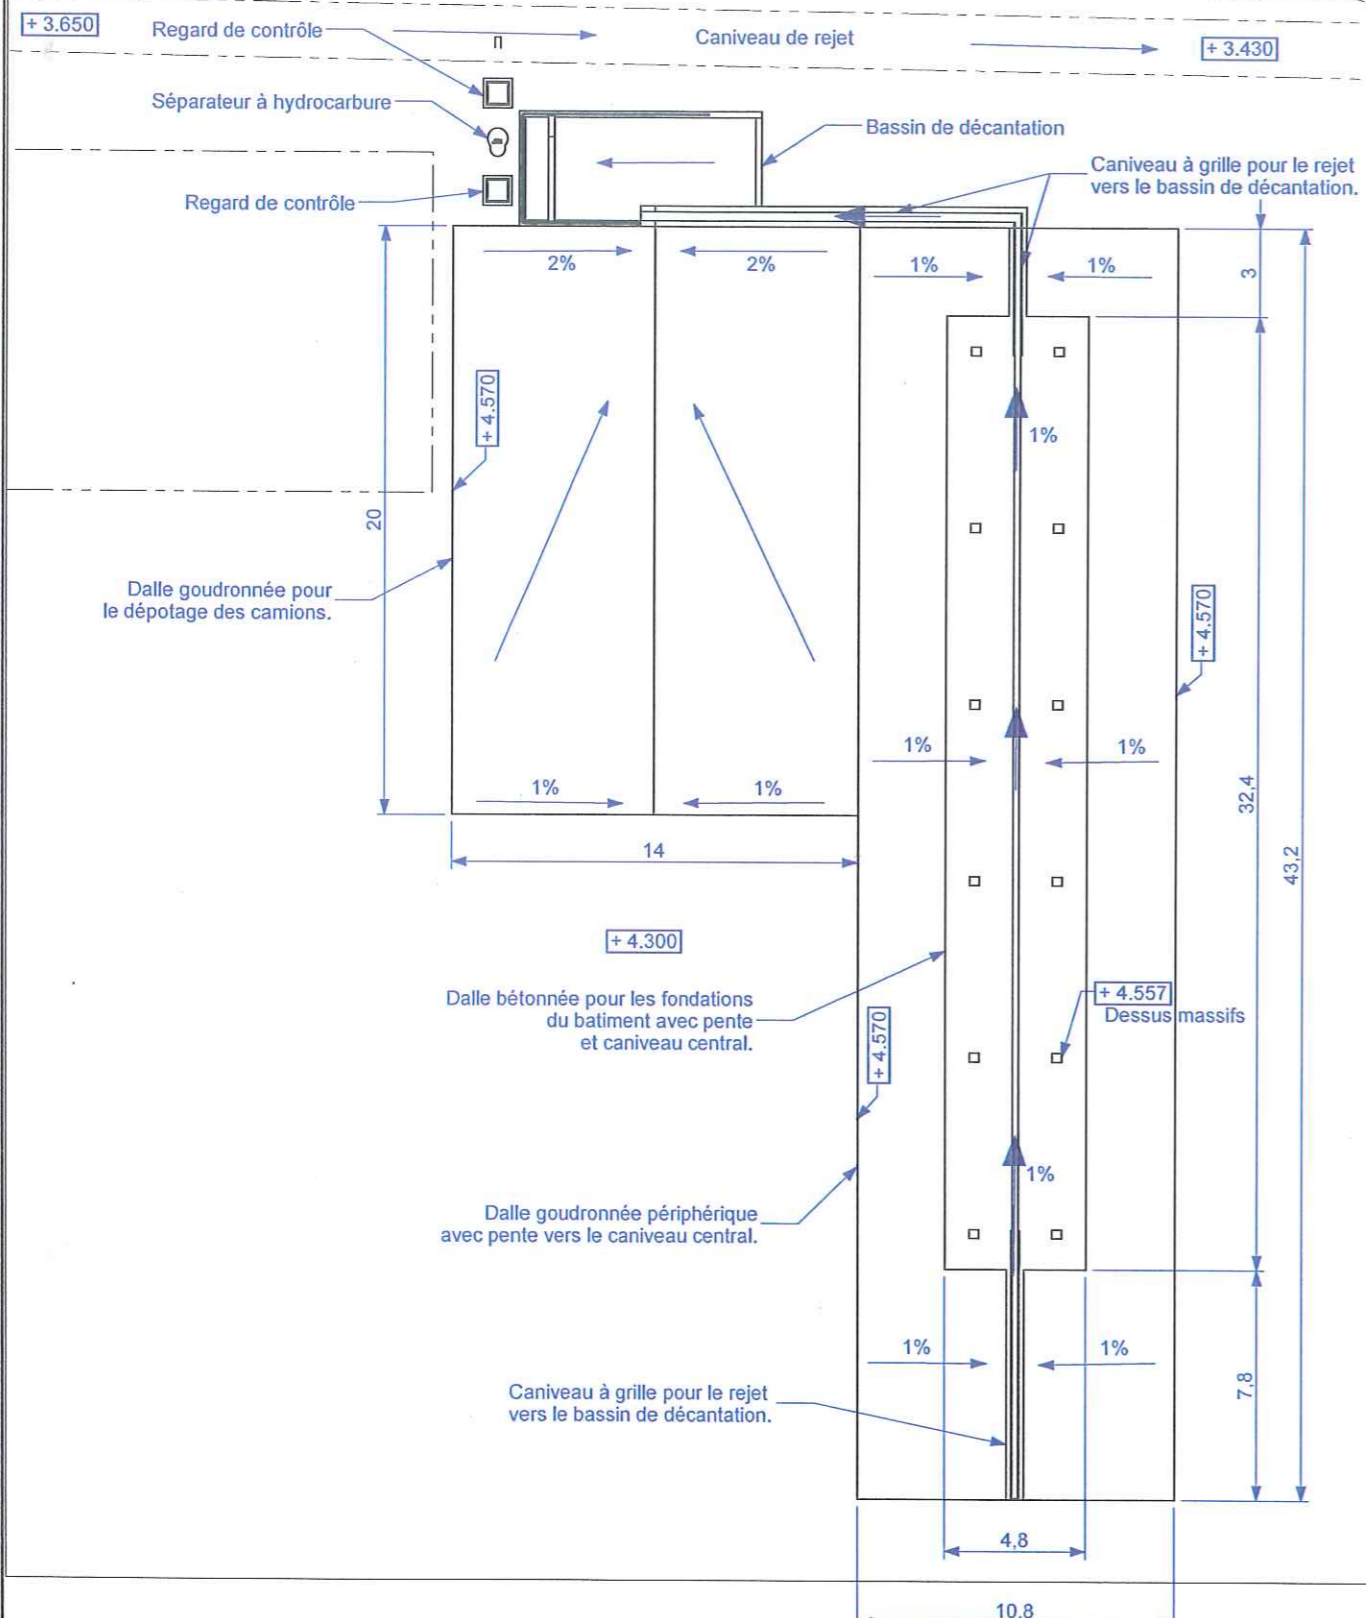 + 3.650
Regard de contrôle
Caniveau de rejet
+ 3.430
Séparateur à hydrocarbure
Bassin de décantation
Caniveau à grille pour le rejet
vers le bassin de décantation.
Regard de contrôle
2%
2%
1%
1%
3
+ 4.570
1%
20
Dalle goudronnée pour
le dépotage des camions.
+ 4.570
1%
1%
1%
1%
32,4
14
43,2
+ 4.300
Dalle bétonnée pour les fondations
du batiment avec pente
et caniveau central.
+ 4.557
Dessus massifs
+ 4.570
1%
Dalle goudronnée périphérique
avec pente vers le caniveau central.
1%
1%
7,8
Caniveau à grille pour le rejet
vers le bassin de décantation.
4,8
10,8